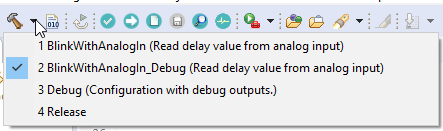 010
1 BlinkWithAnalogIn (Read delay value from analog input)
2 BlinkWithAnalogIn_Debug (Read delay value from analog input)
3 Debug (Configuration with debug outputs.)
4 Release